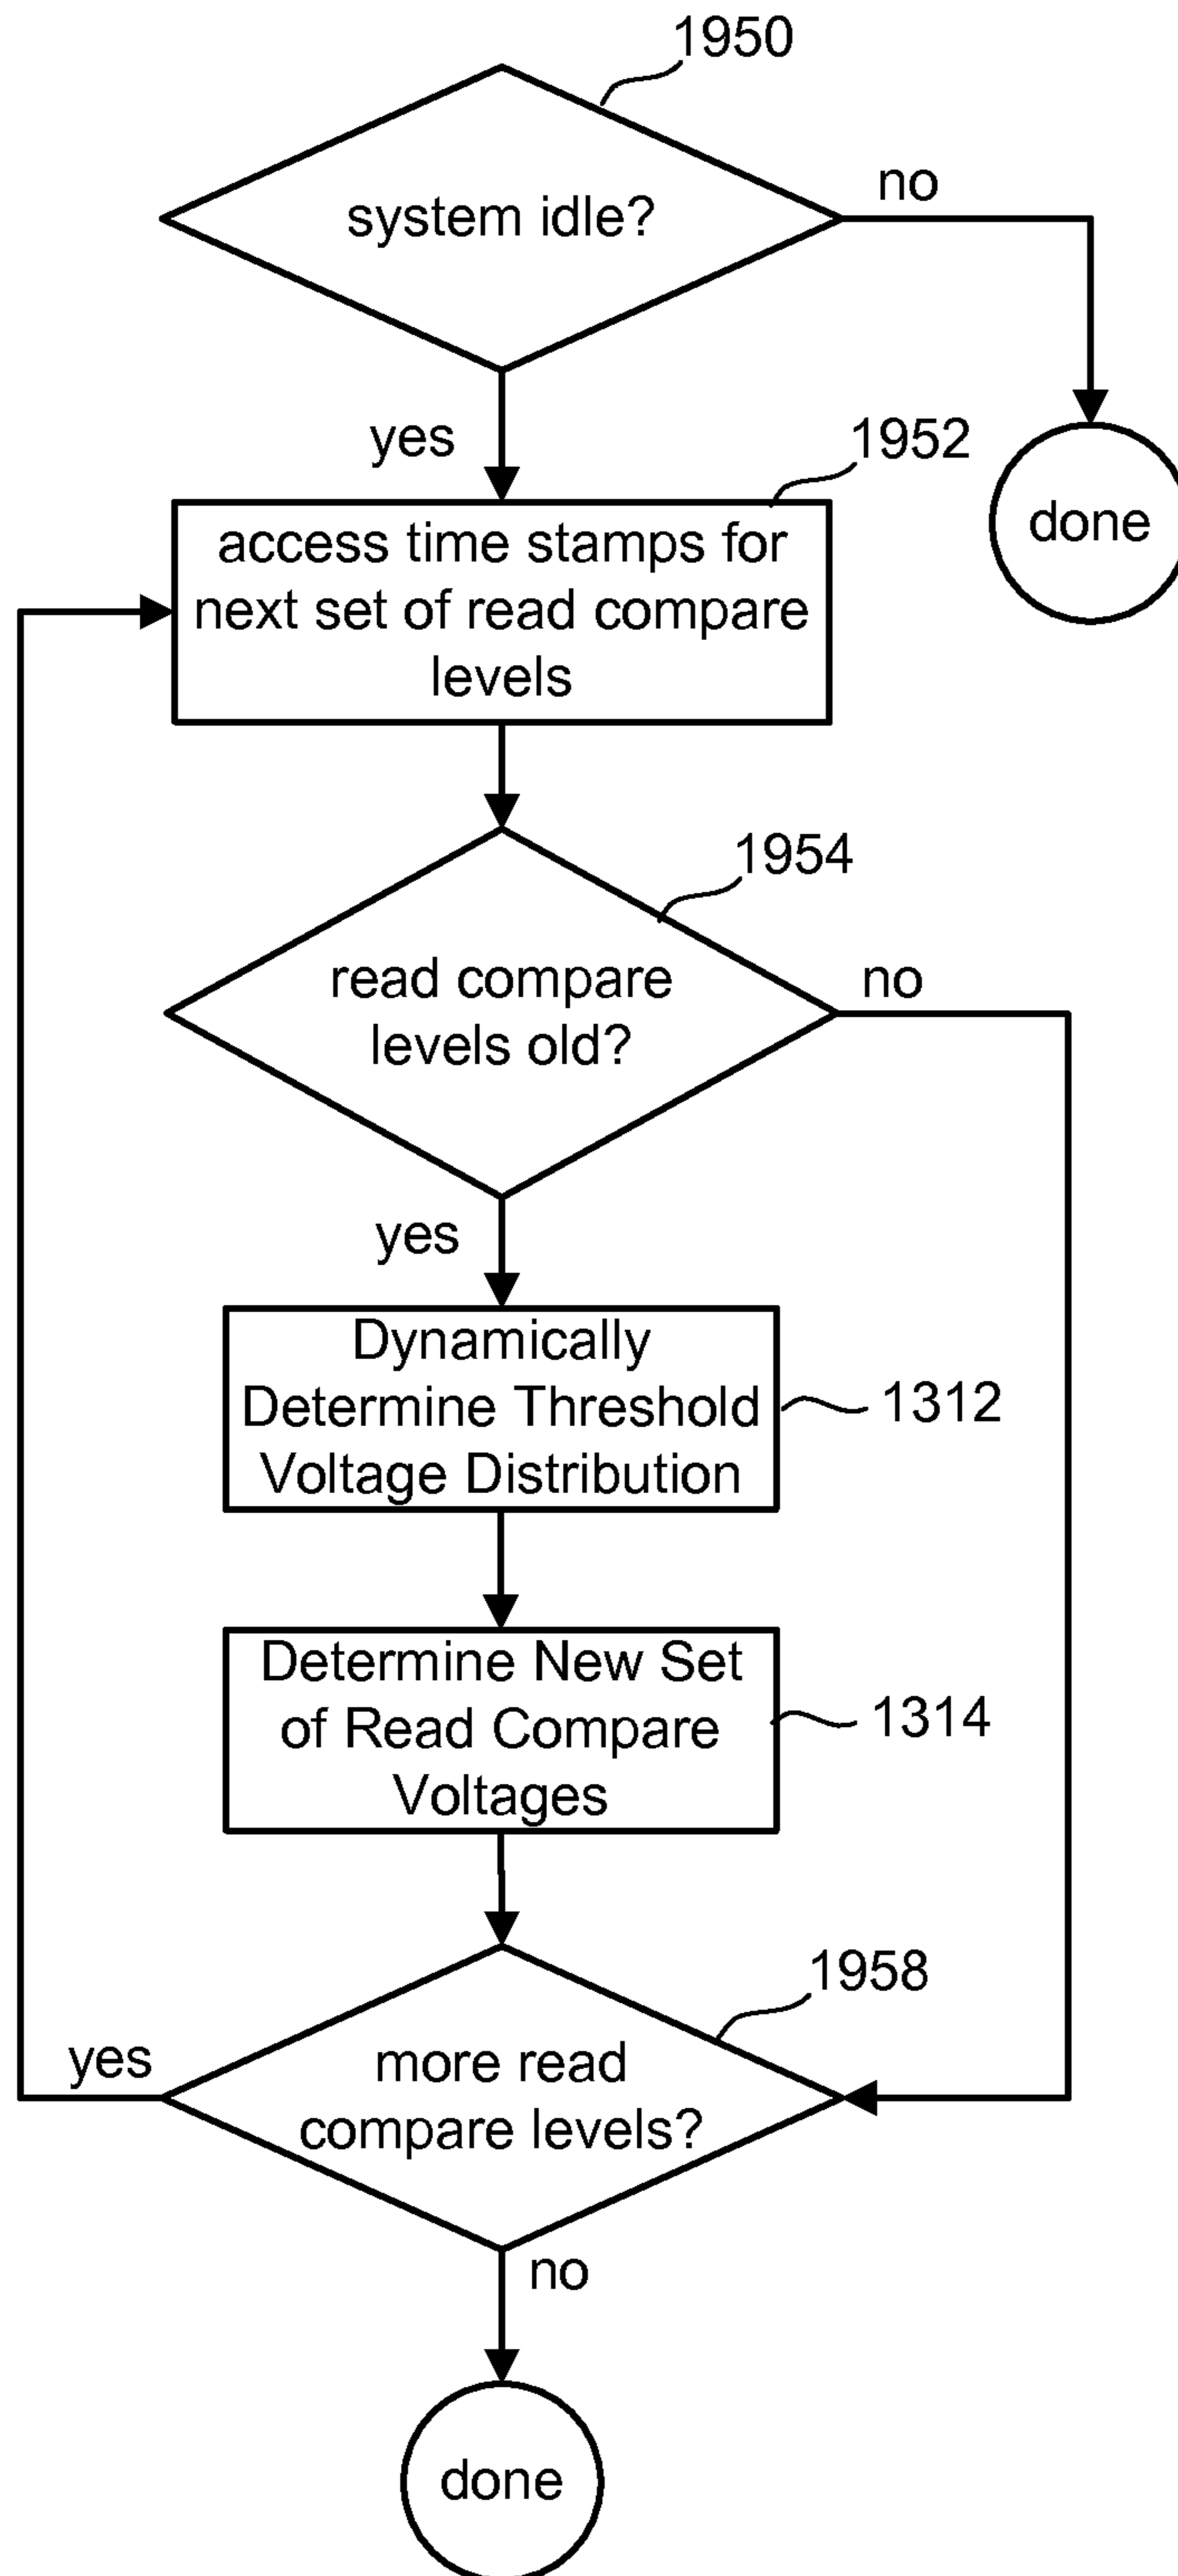 1950
system idle?
no
yes
1952
done
access time stamps for
next set of read compare
levels
1954
read compare
levels old?
no
yes
Dynamically
Determine Threshold
Voltage Distribution
1312
Determine New Set
of Read Compare
Voltages
1314
1958
more read
compare levels?
yes
no
done